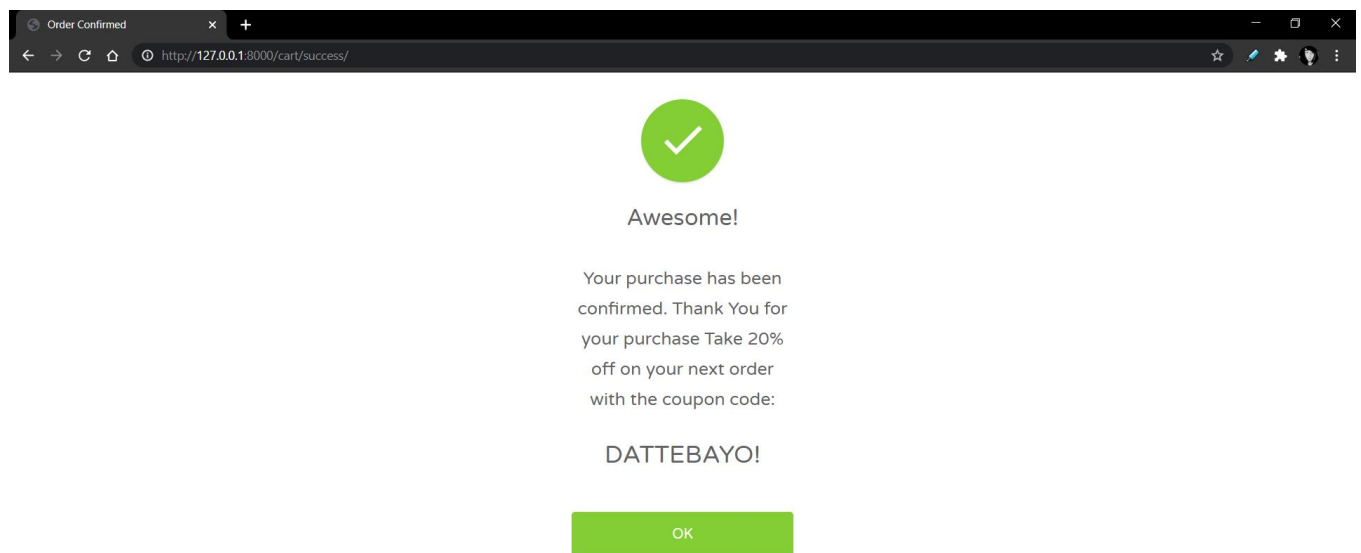 Order Confirmed
http://127.0.0.1:8000/cart/success/
Awesome!
Your purchase has been
confirmed. Thank You for
your purchase Take 20%
off on your next order
with the coupon code:
DATTEBAYO!
OK